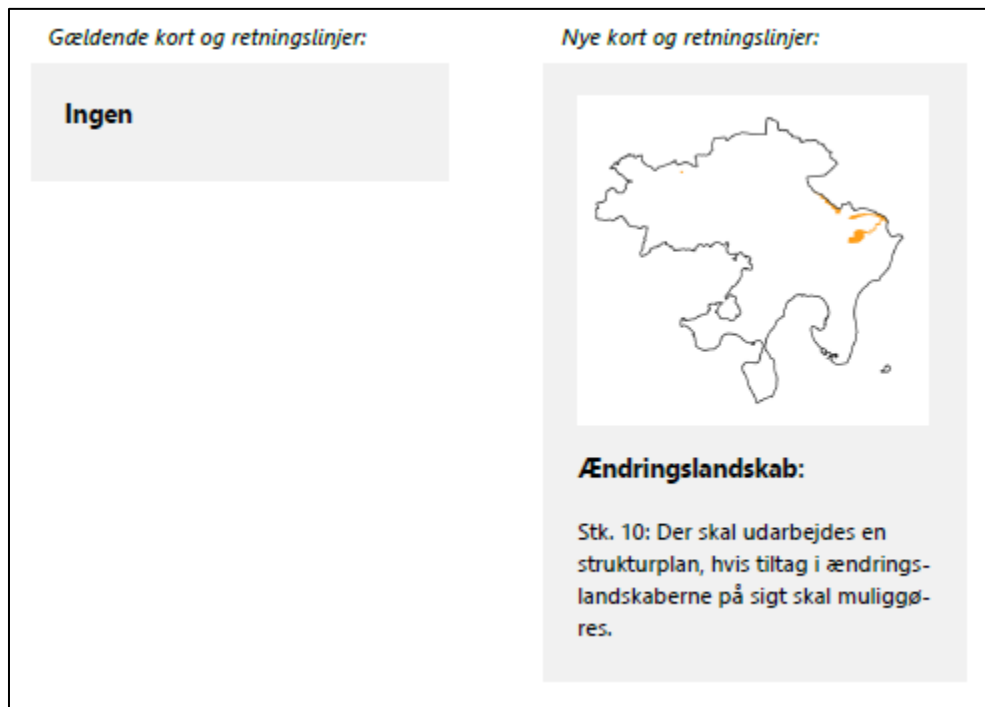 Gældende kort og retningslinjer:
Ingen
Nye kort og retningslinjer:
Ændringslandskab:
Stk. 10: Der skal udarbejdes en
strukturplan, hvis tiltag i ændrings-
landskaberne på sigt skal muliggø-
res.